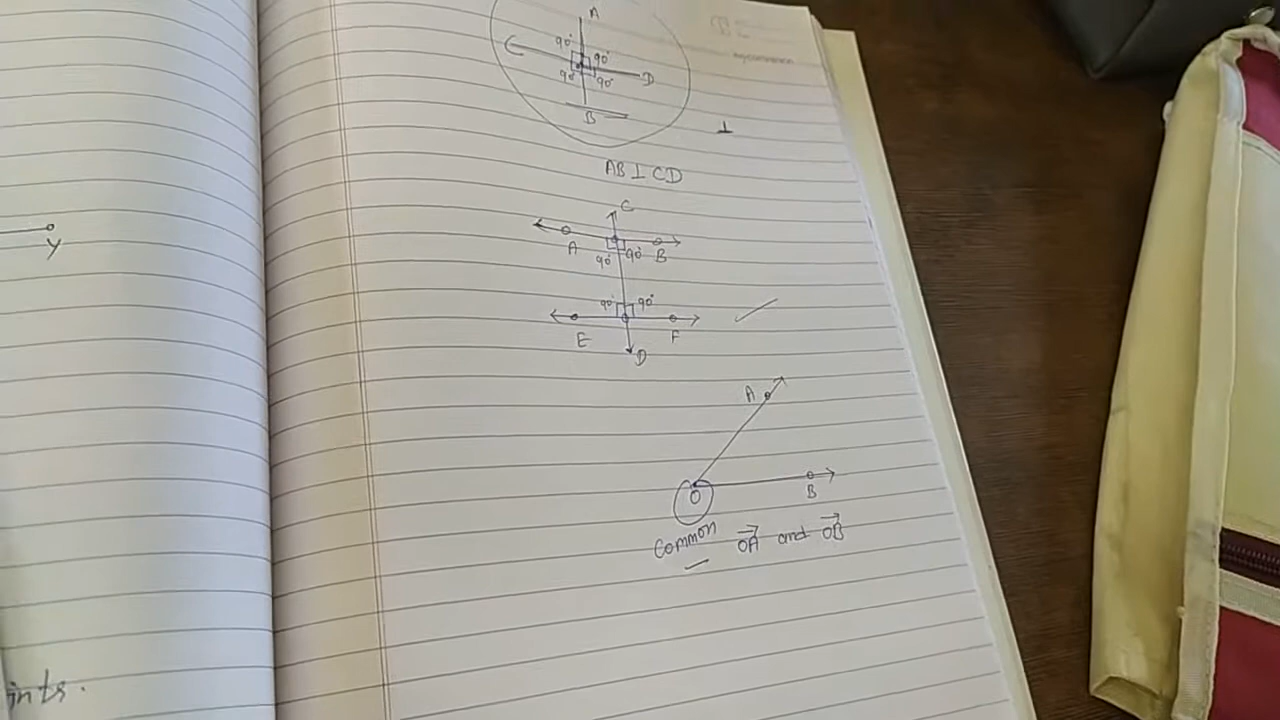 A
90° 90°
C D
90° 90°
B
⊥
AB ⊥ CD
C
A B
90° 90°
90° 90°
E F
D
A
O B
Common OA and OB
Y
ints.